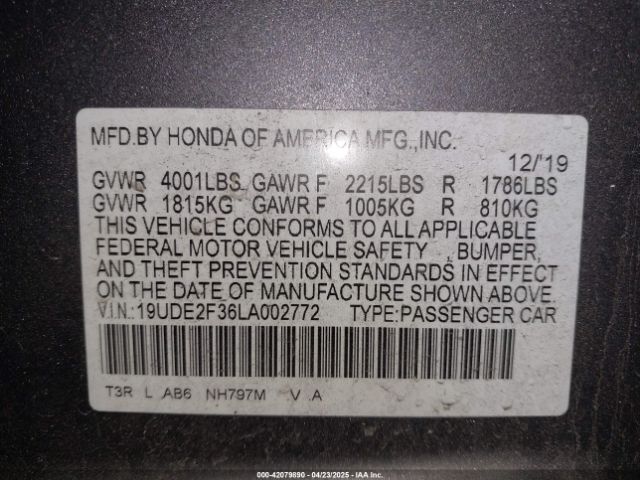 MFD.BY HONDA OF AMERICA MFG.,INC.
12/'19
GVWR 4001LBS GAWR F 2215LBS R 1786LBS
GVWR 1815KG GAWR F 1005KG R 810KG
THIS VEHICLE CONFORMS TO ALL APPLICABLE
FEDERAL MOTOR VEHICLE SAFETY , BUMPER,
AND THEFT PREVENTION STANDARDS IN EFFECT
ON THE DATE OF MANUFACTURE SHOWN ABOVE.
V.I.N.:19UDE2F36LA002772 TYPE:PASSENGER CAR
T3R L AB6 NH797M V A
000-42079890 - 04/23/2025 - IAA Inc.